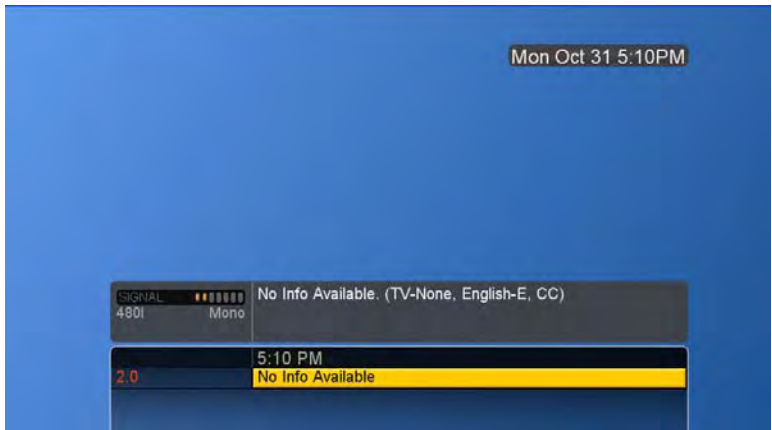 Mon Oct 31 5:10PM
SIGNAL
No Info Available. (TV-None, English-E, CC)
480I Mono
5:10 PM
2.0 No Info Available